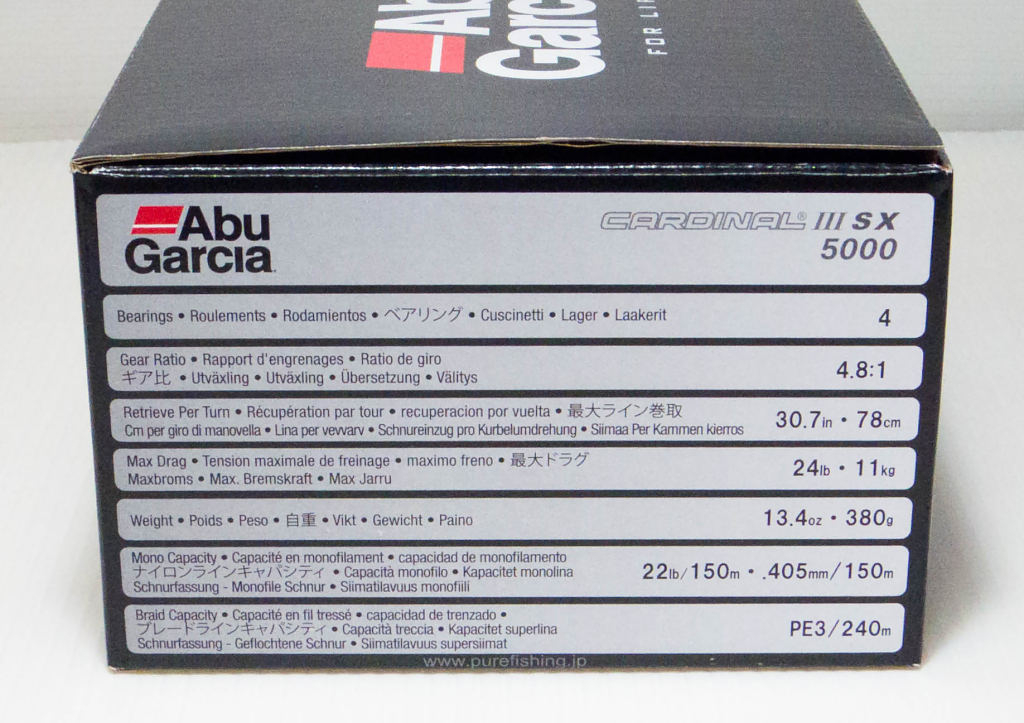 Abu
Garcia
FOR LI
Abu
Garcia
CARDINAL® III SX
5000
Bearings • Roulements • Rodamientos • ベアリング • Cuscinetti • Lager • Laakerit
4
Gear Ratio • Rapport d'engrenages • Ratio de giro
ギア比 • Utväxling • Utväxling • Übersetzung • Välitys
4.8:1
Retrieve Per Turn • Récupération par tour • recuperacion por vuelta • 最大ライン巻取
Cm per giro di manovella • Lina per vevvarv • Schnureinzug pro Kurbelumdrehung • Siimaa Per Kammen kierros
30.7in • 78cm
Max Drag • Tension maximale de freinage • maximo freno • 最大ドラグ
Maxbroms • Max. Bremskraft • Max Jarru
24lb • 11kg
Weight • Poids • Peso • 自重 • Vikt • Gewicht • Paino
13.4oz • 380g
Mono Capacity • Capacité en monofilament • capacidad de monofilamento
ナイロンラインキャパシティ • Capacità monofilo • Kapacitet monolina
Schnurfassung - Monofile Schnur • Siimatilavuus monofiili
22lb/150m • .405mm/150m
Braid Capacity • Capacité en fil tressé • capacidad de trenzado •
ブレードラインキャパシティ • Capacità treccia • Kapacitet superlina
Schnurfassung - Geflochtene Schnur • Siimatilavuus supersiimat
PE3/240m
www.purefishing.jp